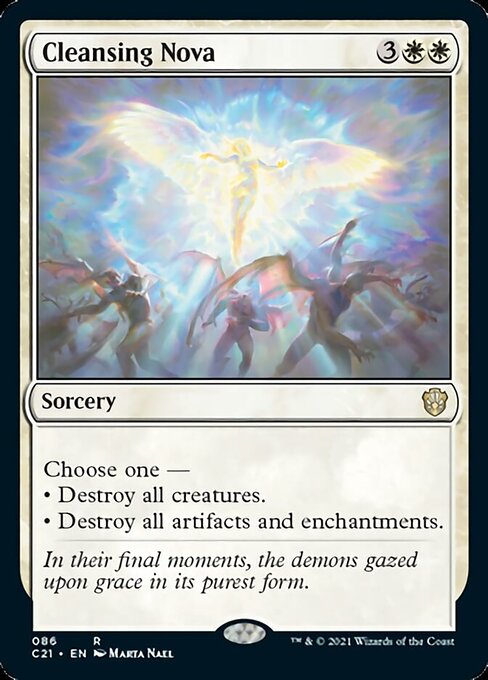 Cleansing Nova 3
Sorcery
Choose one —
• Destroy all creatures.
• Destroy all artifacts and enchantments.
In their final moments, the demons gazed
upon grace in its purest form.
086 R
C21 • EN Marta Nael
™ & © 2021 Wizards of the Coast